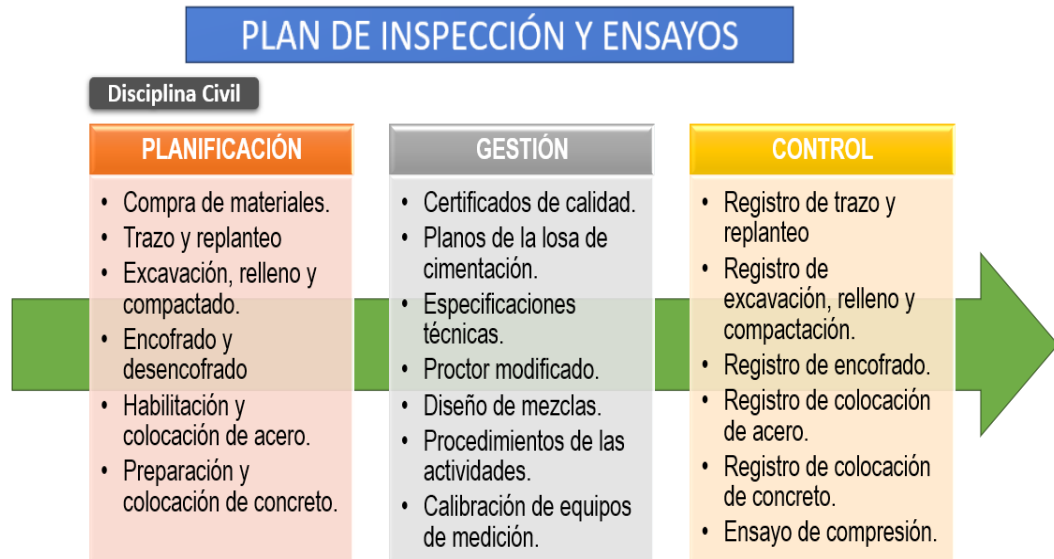 PLAN DE INSPECCIÓN Y ENSAYOS
Disciplina Civil
PLANIFICACIÓN
• Compra de materiales.
• Trazo y replanteo
• Excavación, relleno y
compactado.
• Encofrado y
desencofrado
• Habilitación y
colocación de acero.
• Preparación y
colocación de concreto.
GESTIÓN
• Certificados de calidad.
• Planos de la losa de
cimentación.
• Especificaciones
técnicas.
• Proctor modificado.
• Diseño de mezclas.
• Procedimientos de las
actividades.
• Calibración de equipos
de medición.
CONTROL
• Registro de trazo y
replanteo
• Registro de
excavación, relleno y
compactación.
• Registro de encofrado.
• Registro de colocación
de acero.
• Registro de colocación
de concreto.
• Ensayo de compresión.